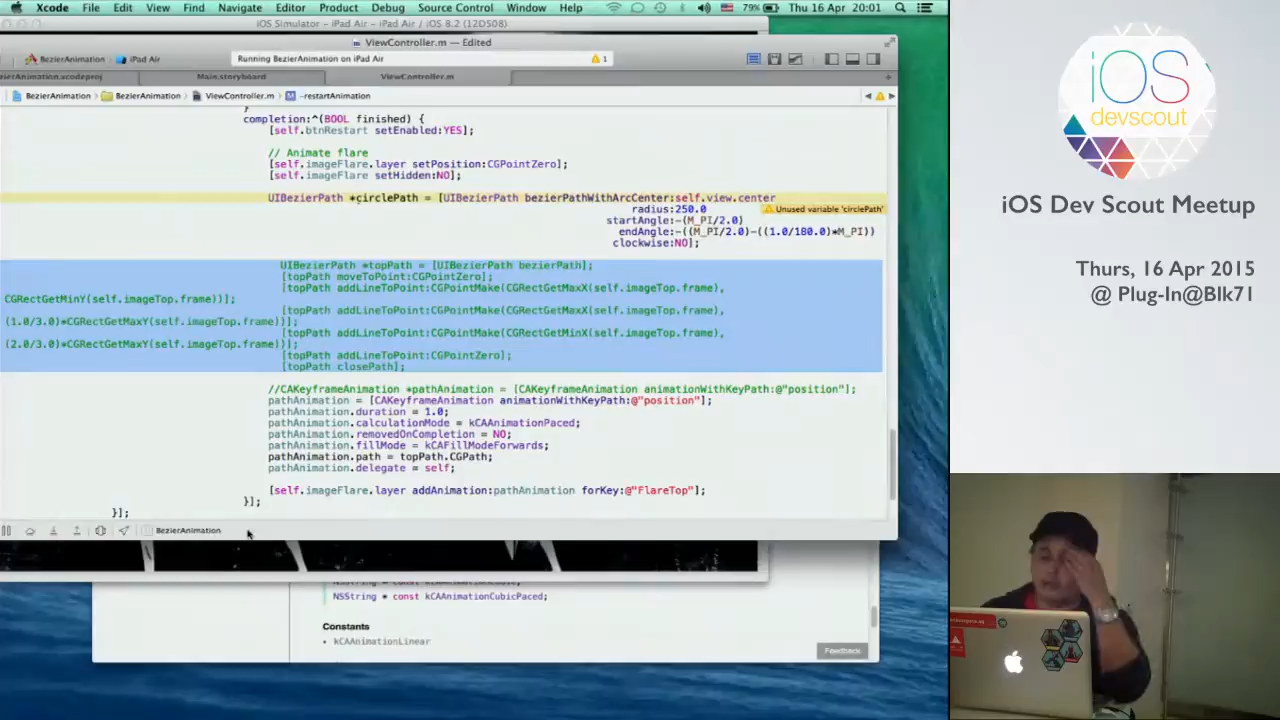 Xcode File Edit View Find Navigate Editor Product Debug Source Control Window Help 79% Thu 16 Apr 20:01
iOS Simulator – iPad Air – iPad Air / iOS 8.2 (12D508)
ViewController.m — Edited
BezierAnimation iPad Air Running BezierAnimation on iPad Air 1
ezierAnimation.xcodeproj Main.storyboard ViewController.m
BezierAnimation BezierAnimation ViewController.m -restartAnimation
}
completion:^(BOOL finished) {
[self.btnRestart setEnabled:YES];
// Animate flare
[self.imageFlare.layer setPosition:CGPointZero];
[self.imageFlare setHidden:NO];
UIBezierPath *circlePath = [UIBezierPath bezierPathWithArcCenter:self.view.center
radius:250.0 Unused variable 'circlePath'
startAngle:-(M_PI/2.0)
endAngle:-((M_PI/2.0)-((1.0/180.0)*M_PI))
clockwise:NO];
UIBezierPath *topPath = [UIBezierPath bezierPath];
[topPath moveToPoint:CGPointZero];
[topPath addLineToPoint:CGPointMake(CGRectGetMaxX(self.imageTop.frame),
CGRectGetMinY(self.imageTop.frame))];
[topPath addLineToPoint:CGPointMake(CGRectGetMaxX(self.imageTop.frame),
(1.0/3.0)*CGRectGetMaxY(self.imageTop.frame))];
[topPath addLineToPoint:CGPointMake(CGRectGetMinX(self.imageTop.frame),
(2.0/3.0)*CGRectGetMaxY(self.imageTop.frame))];
[topPath addLineToPoint:CGPointZero];
[topPath closePath];
//CAKeyframeAnimation *pathAnimation = [CAKeyframeAnimation animationWithKeyPath:@"position"];
pathAnimation = [CAKeyframeAnimation animationWithKeyPath:@"position"];
pathAnimation.duration = 1.0;
pathAnimation.calculationMode = kCAAnimationPaced;
pathAnimation.removedOnCompletion = NO;
pathAnimation.fillMode = kCAFillModeForwards;
pathAnimation.path = topPath.CGPath;
pathAnimation.delegate = self;
[self.imageFlare.layer addAnimation:pathAnimation forKey:@"FlareTop"];
}];
}];
BezierAnimation
NSString * const kCAAnimationCubic;
NSString * const kCAAnimationCubicPaced;
Constants
• kCAAnimationLinear
Feedback
iOS
devscout
iOS Dev Scout Meetup
Thurs, 16 Apr 2015
@ Plug-In@Blk71